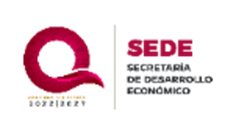 2022|2027
SEDE
SECRETARÍA
DE DESARROLLO
ECONÓMICO